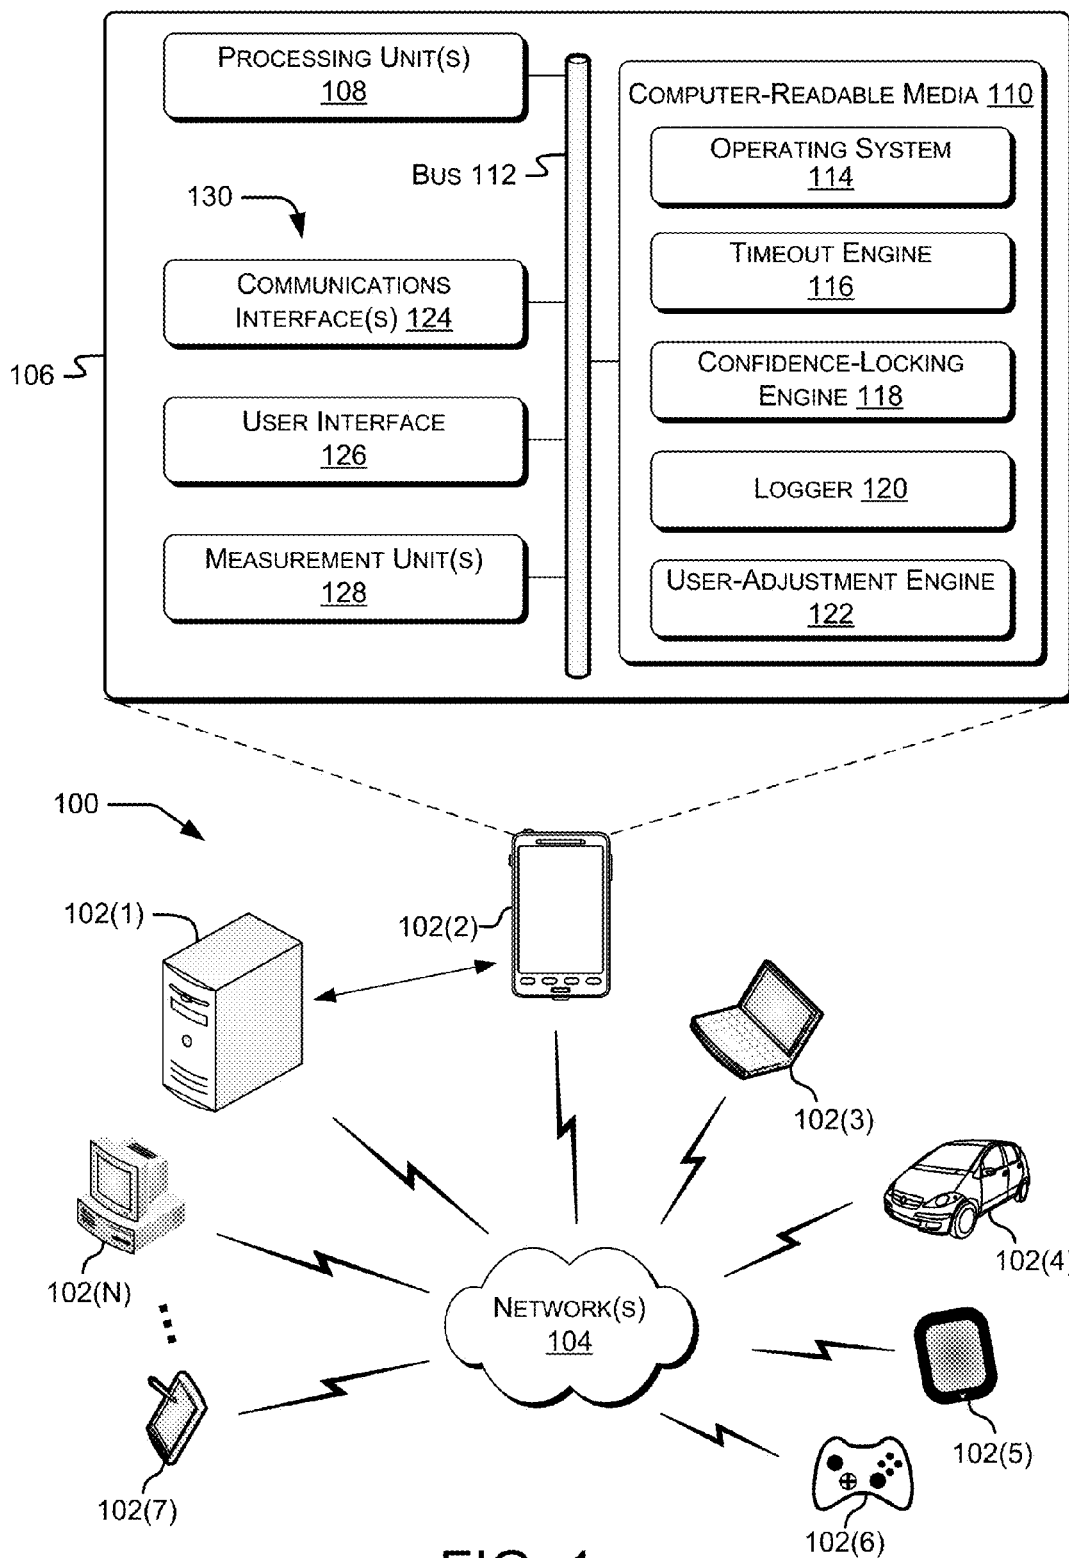 PROCESSING UNIT(S)
108
COMPUTER-READABLE MEDIA 110
OPERATING SYSTEM
114
BUS 112
130
TIMEOUT ENGINE
116
COMMUNICATIONS
INTERFACE(S) 124
106
CONFIDENCE-LOCKING
ENGINE 118
USER INTERFACE
126
LOGGER 120
MEASUREMENT UNIT(S)
128
USER-ADJUSTMENT ENGINE
122
100
102(1)
102(2)
102(3)
102(4)
102(N)
NETWORK(S)
104
102(5)
102(7)
102(6)